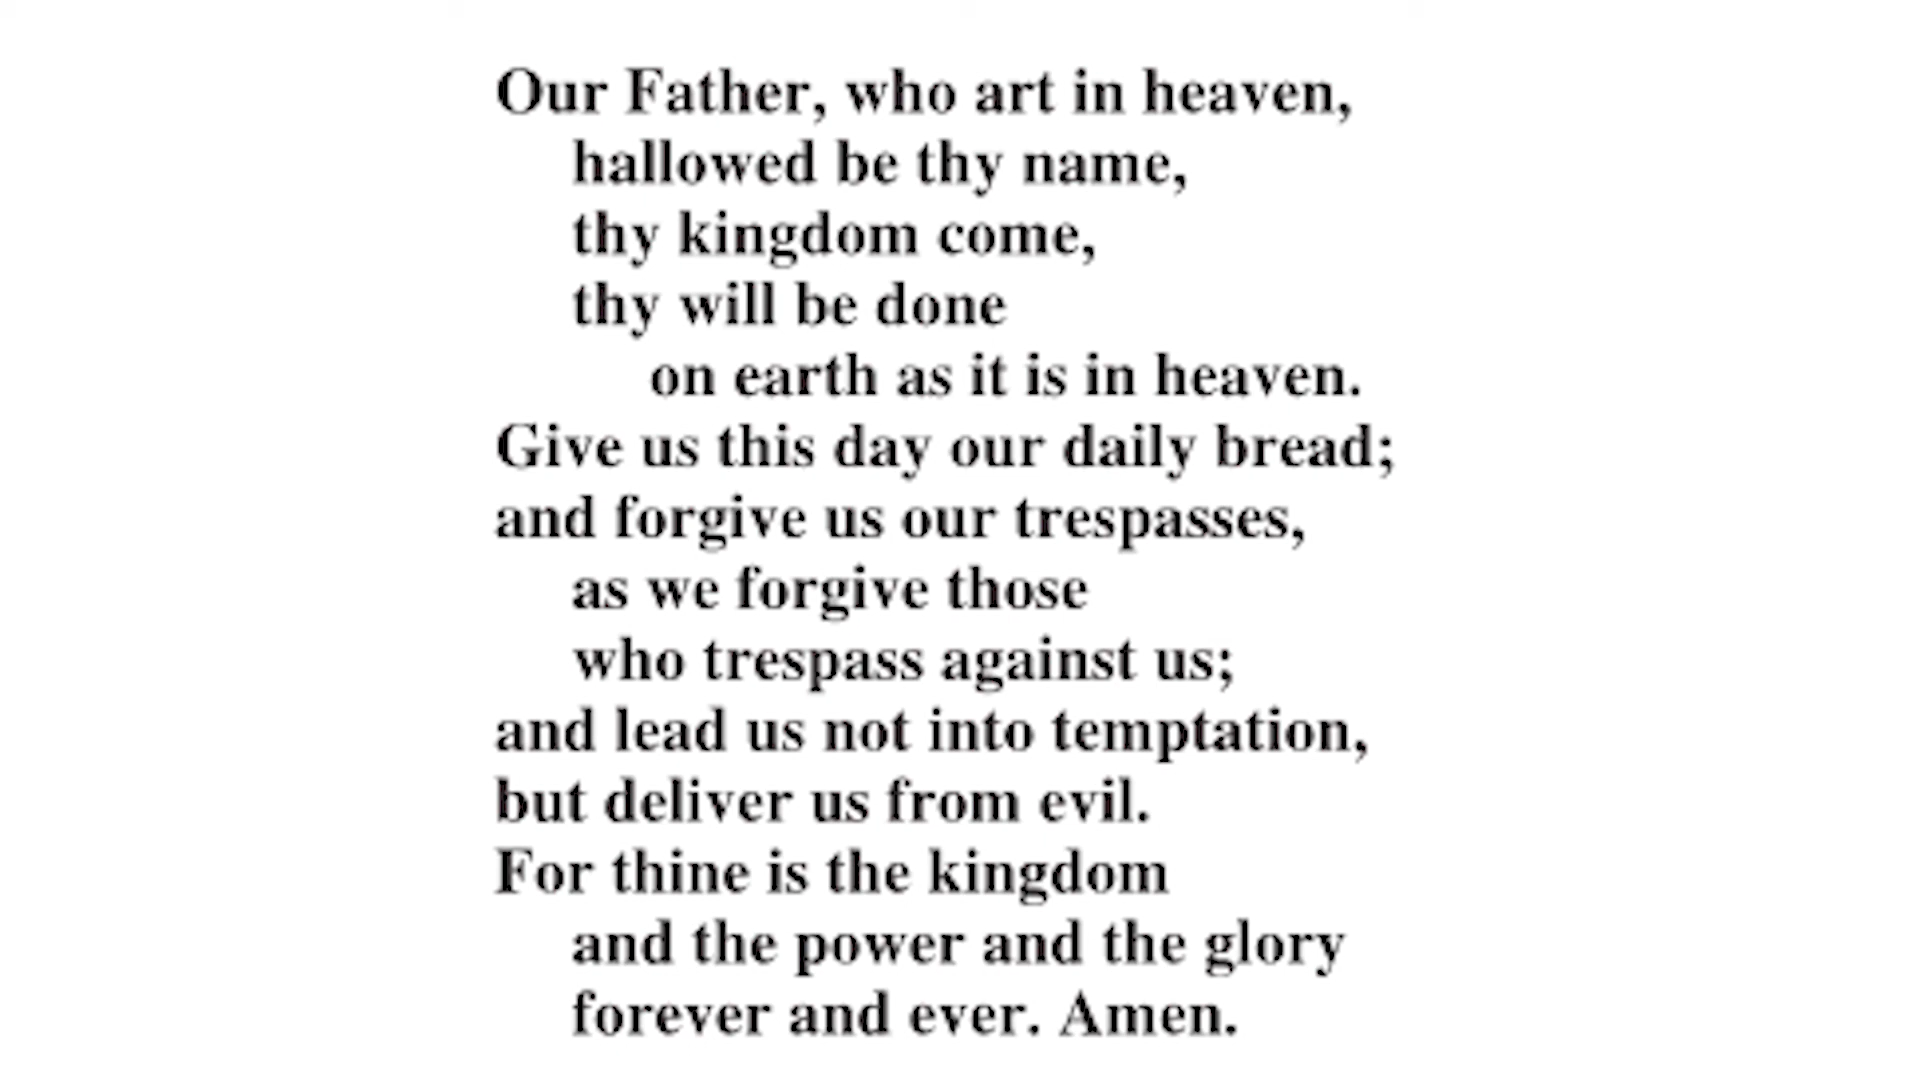 Our Father, who art in heaven,
hallowed be thy name,
thy kingdom come,
thy will be done
on earth as it is in heaven.
Give us this day our daily bread;
and forgive us our trespasses,
as we forgive those
who trespass against us;
and lead us not into temptation,
but deliver us from evil.
For thine is the kingdom
and the power and the glory
forever and ever. Amen.